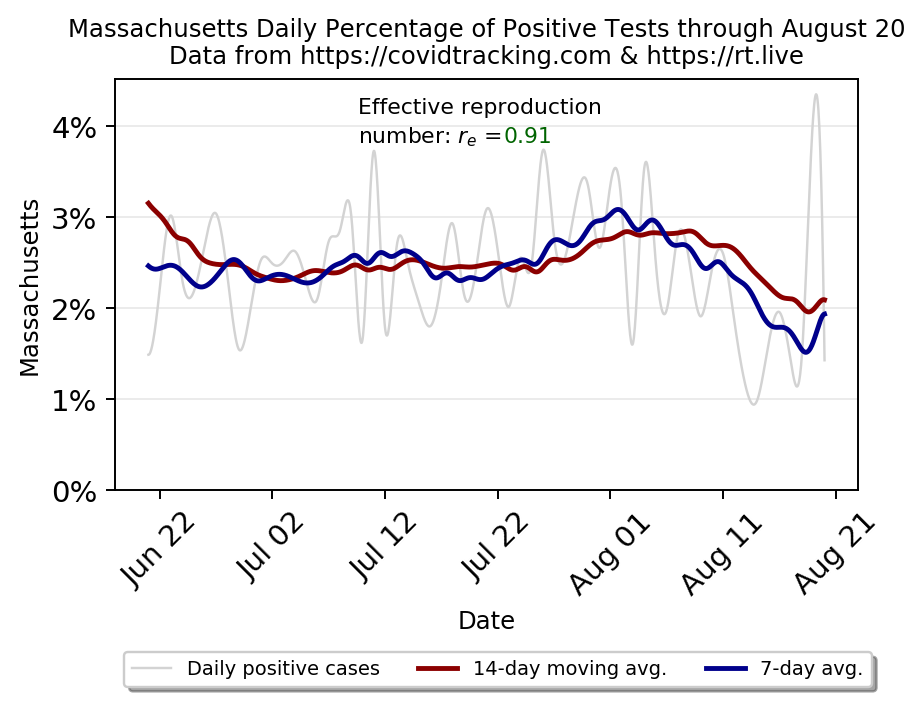 Massachusetts Daily Percentage of Positive Tests through August 20
Data from https://covidtracking.com & https://rt.live
Effective reproduction
number: rₑ =0.91
4%
3%
2%
1%
0%
Massachusetts
Jun 22
Jul 02
Jul 12
Jul 22
Aug 01
Aug 11
Aug 21
Date
Daily positive cases
14-day moving avg.
7-day avg.